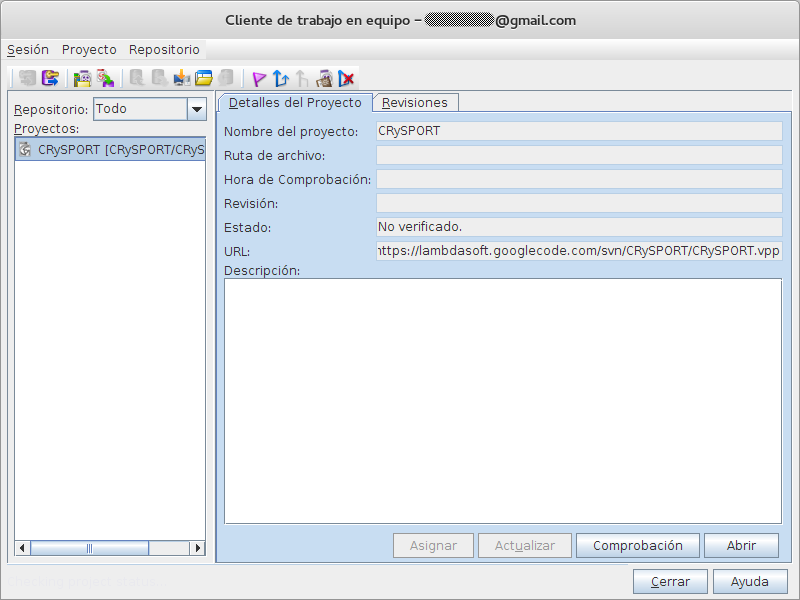 Cliente de trabajo en equipo – @gmail.com
Sesión Proyecto Repositorio
Repositorio: Todo
Proyectos:
CRySPORT [CRySPORT/CRyS
Detalles del Proyecto Revisiones
Nombre del proyecto: CRySPORT
Ruta de archivo:
Hora de Comprobación:
Revisión:
Estado: No verificado.
URL: https://lambdasoft.googlecode.com/svn/CRySPORT/CRySPORT.vpp
Descripción:
Asignar Actualizar Comprobación Abrir
Cerrar Ayuda